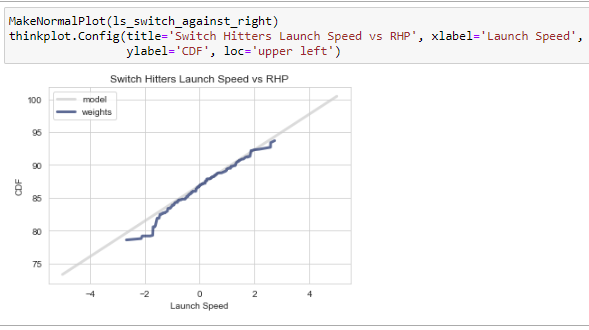 MakeNormalPlot(ls_switch_against_right)
thinkplot.Config(title='Switch Hitters Launch Speed vs RHP', xlabel='Launch Speed',
ylabel='CDF', loc='upper left')
Switch Hitters Launch Speed vs RHP
model
weights
100
95
90
85
80
75
CDF
−4
−2
0
2
4
Launch Speed